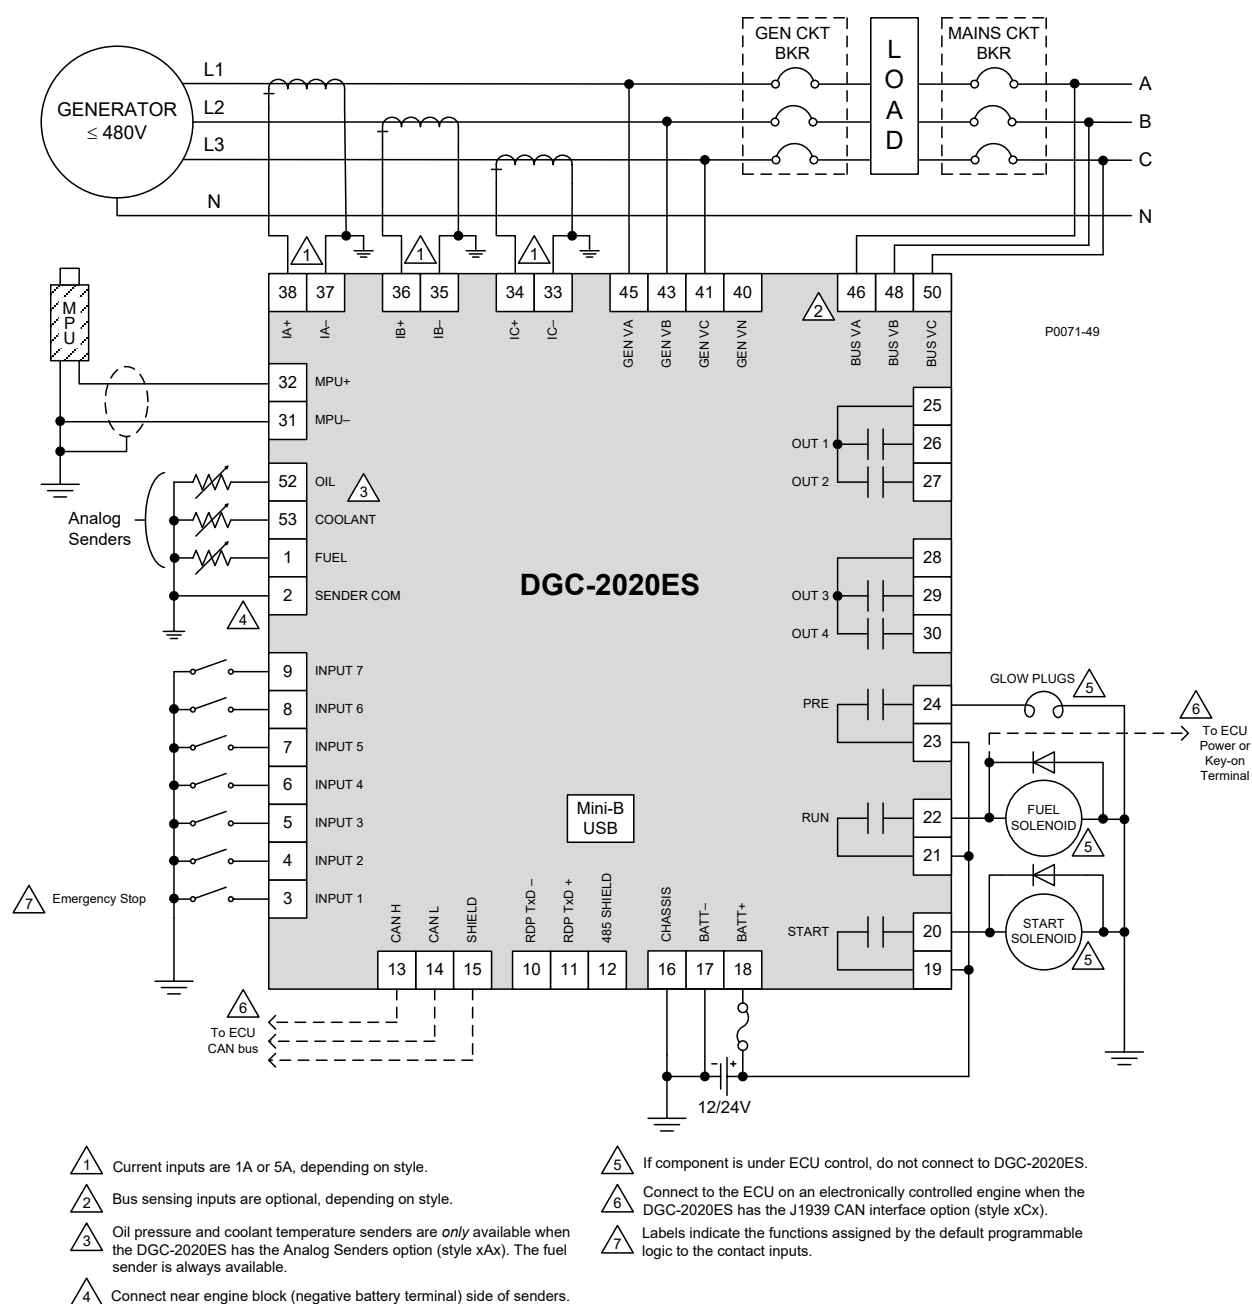 GEN CKT
BKR
LOAD
MAINS CKT
BKR
GENERATOR
≤ 480V
L1
L2
L3
N
A
B
C
N
1
1
1
38
37
36
35
34
33
45
43
41
40
2
46
48
50
IA+
IA–
IB+
IB–
IC+
IC–
GEN VA
GEN VB
GEN VC
GEN VN
BUS VA
BUS VB
BUS VC
P0071-49
MPU
32
MPU+
31
MPU–
25
OUT 1
26
OUT 2
27
Analog
Senders
52
OIL
3
53
COOLANT
1
FUEL
2
SENDER COM
4
DGC-2020ES
28
OUT 3
29
OUT 4
30
9
INPUT 7
8
INPUT 6
7
INPUT 5
6
INPUT 4
5
INPUT 3
4
INPUT 2
7
Emergency Stop
3
INPUT 1
Mini-B
USB
PRE
24
23
GLOW PLUGS
5
6
To ECU
Power or
Key-on
Terminal
RUN
22
21
FUEL
SOLENOID
5
START
20
19
START
SOLENOID
5
CAN H
CAN L
SHIELD
RDP TxD –
RDP TxD +
485 SHIELD
CHASSIS
BATT–
BATT+
13
14
15
10
11
12
16
17
18
6
To ECU
CAN bus
- +
12/24V
1 Current inputs are 1A or 5A, depending on style.
2 Bus sensing inputs are optional, depending on style.
3 Oil pressure and coolant temperature senders are only available when
the DGC-2020ES has the Analog Senders option (style xAx). The fuel
sender is always available.
4 Connect near engine block (negative battery terminal) side of senders.
5 If component is under ECU control, do not connect to DGC-2020ES.
6 Connect to the ECU on an electronically controlled engine when the
DGC-2020ES has the J1939 CAN interface option (style xCx).
7 Labels indicate the functions assigned by the default programmable
logic to the contact inputs.